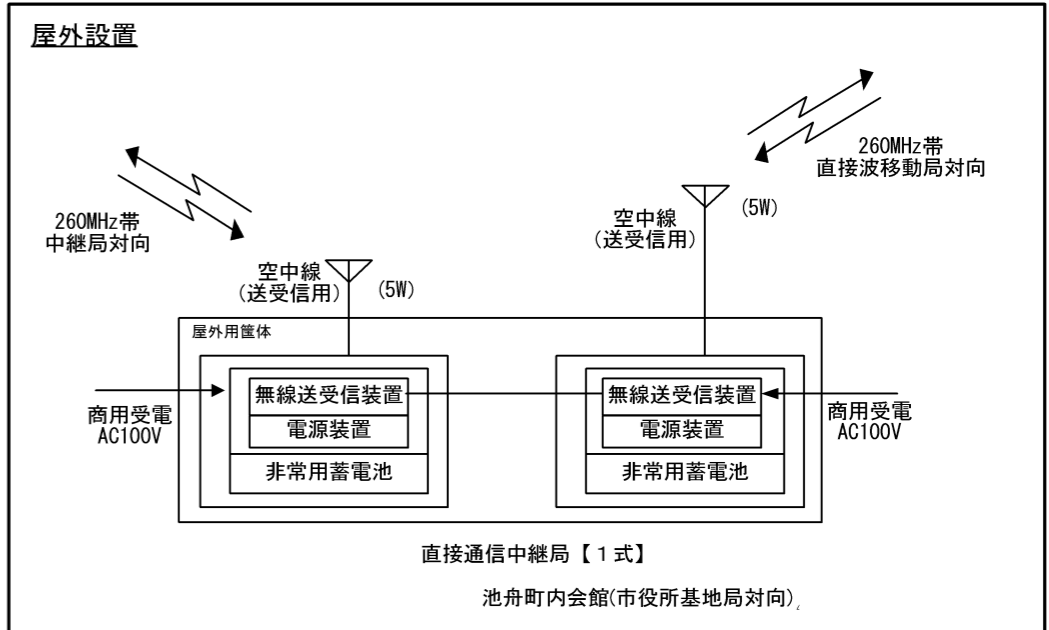 屋外設置
260MHz帯
直接波移動局対向
260MHz帯
中継局対向
空中線
(送受信用)
(5W)
空中線
(送受信用)
(5W)
屋外用筐体
商用受電
AC100V
無線送受信装置
電源装置
非常用蓄電池
無線送受信装置
電源装置
非常用蓄電池
商用受電
AC100V
直接通信中継局【1式】
池舟町内会館(市役所基地局対向)